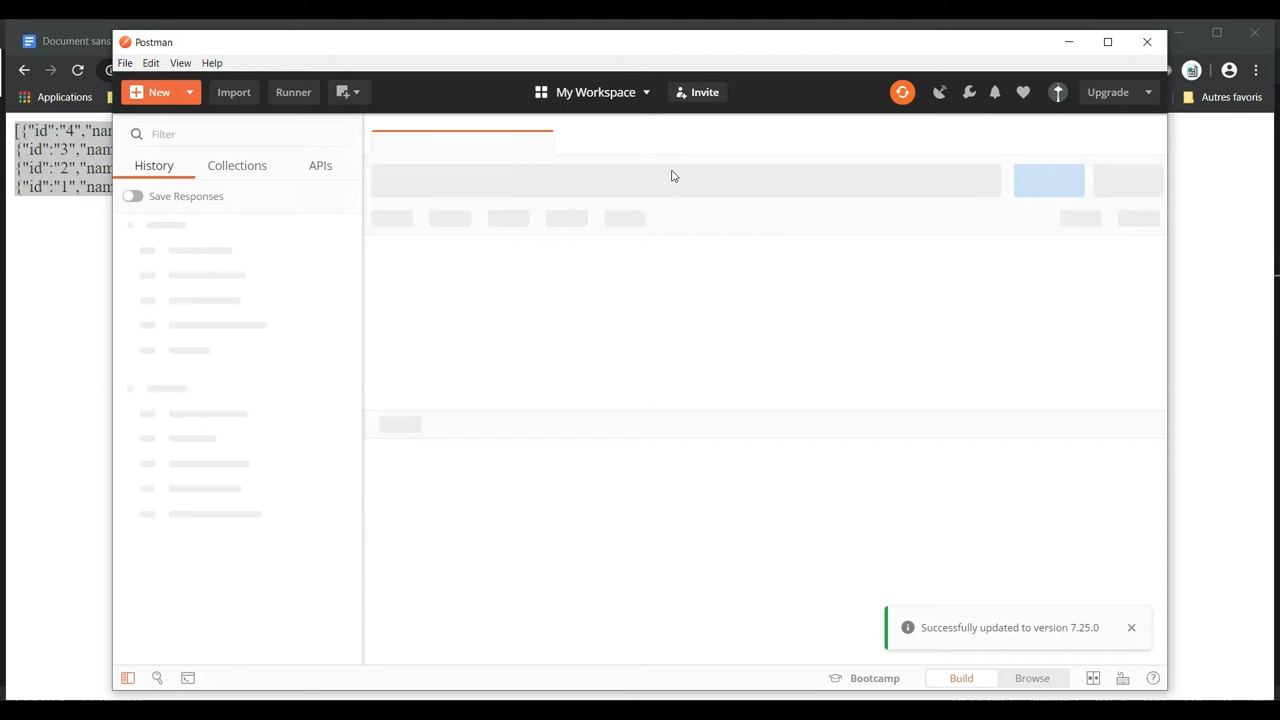 Document sans
Postman
File Edit View Help
New Import Runner My Workspace Invite Upgrade
Applications
Autres favoris
[{"id":"4","nam
{"id":"3","nam
{"id":"2","nam
{"id":"1","nam
Filter
History Collections APIs
Save Responses
Successfully updated to version 7.25.0
Bootcamp Build Browse